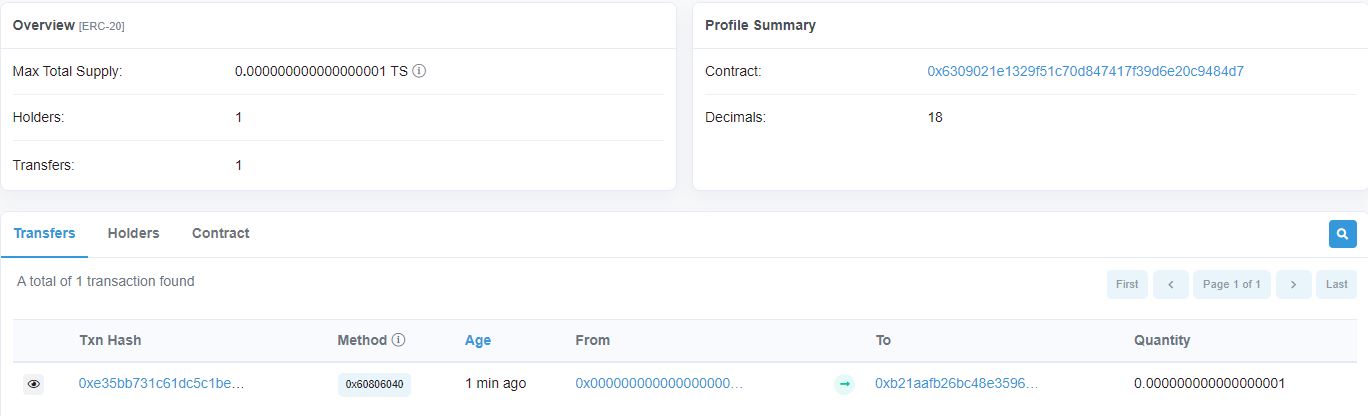 Overview [ERC-20]
Max Total Supply: 0.000000000000000001 TS
Holders: 1
Transfers: 1
Profile Summary
Contract: 0x6309021e1329f51c70d847417f39d6e20c9484d7
Decimals: 18
Transfers Holders Contract
A total of 1 transaction found
First Page 1 of 1 Last
Txn Hash Method Age From To Quantity
0xe35bb731c61dc5c1be... 0x60806040 1 min ago 0x000000000000000000... 0xb21aafb26bc48e3596... 0.000000000000000001